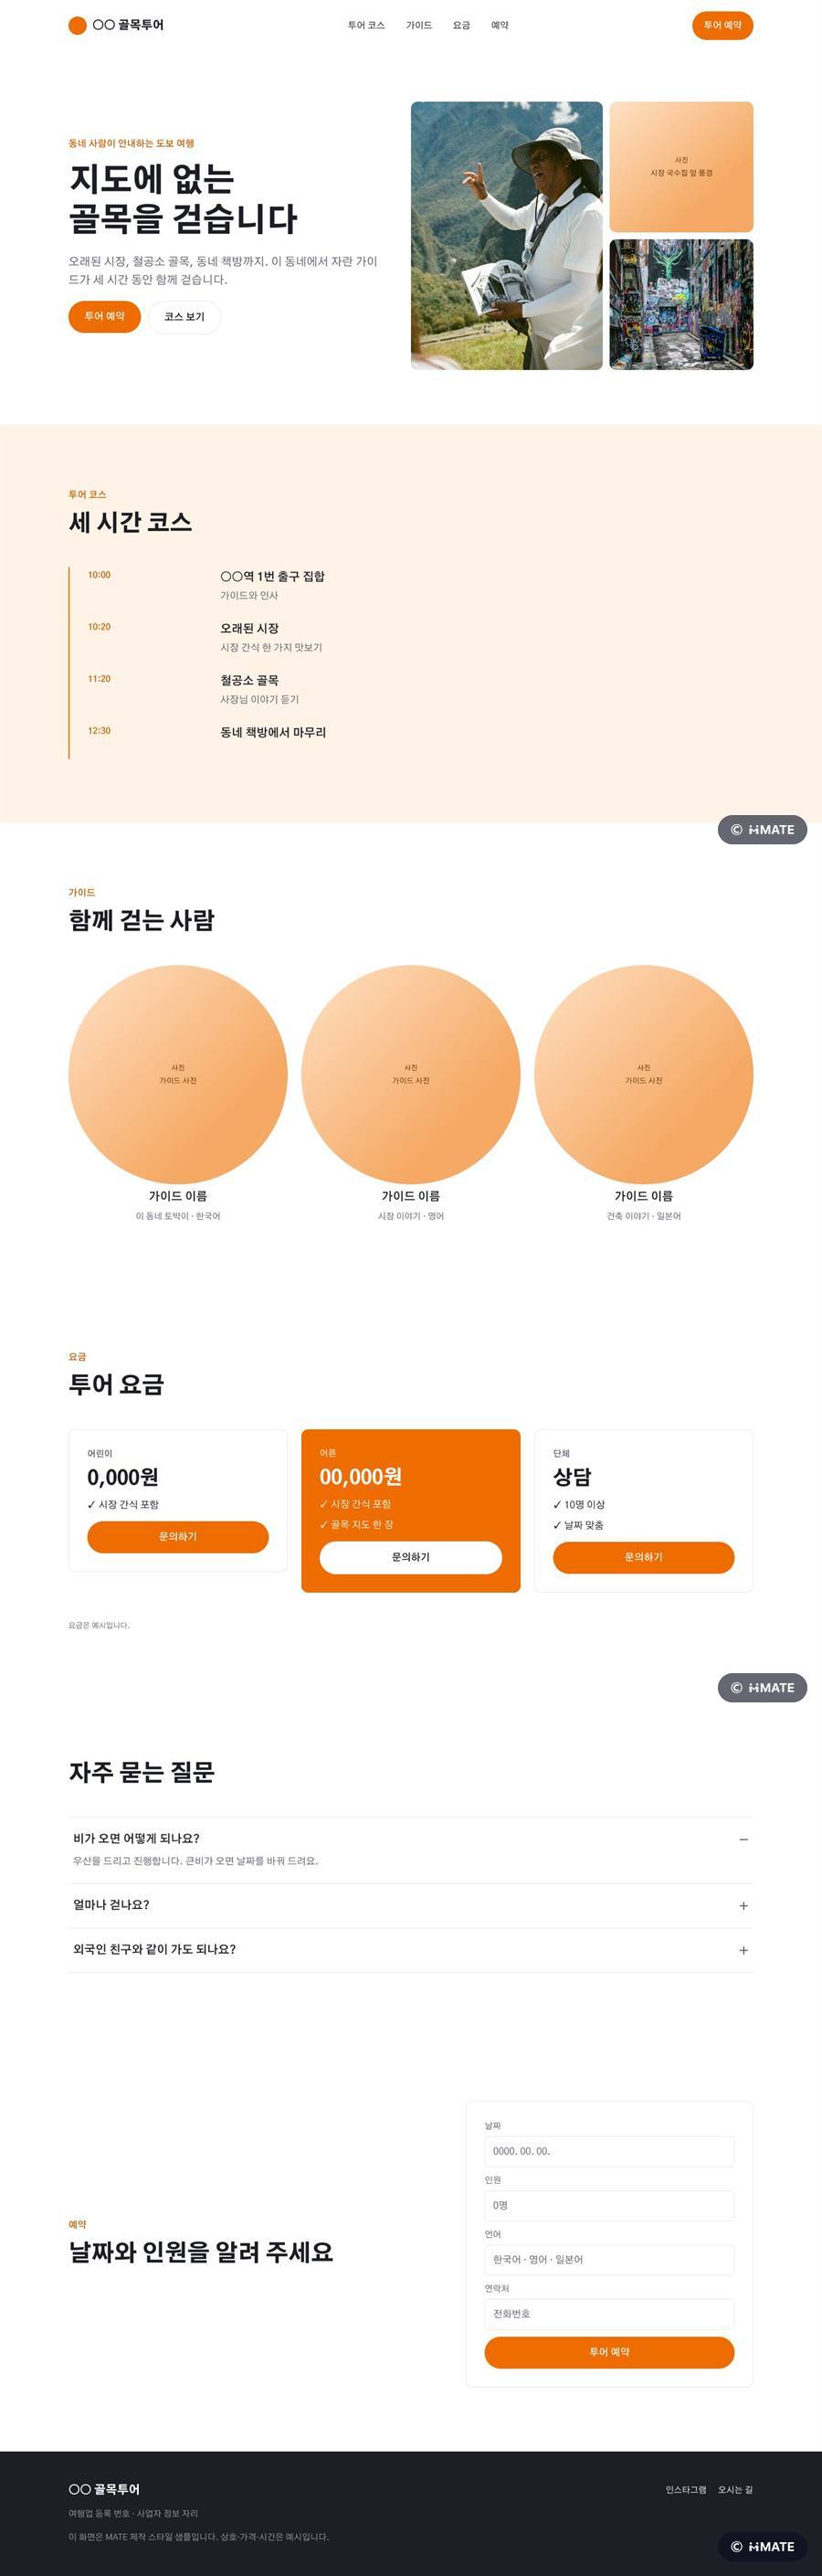 〇〇 골목투어
투어 코스 가이드 요금 예약
투어 예약
동네 사람이 안내하는 도보 여행
지도에 없는
골목을 걷습니다
오래된 시장, 철공소 골목, 동네 책방까지. 이 동네에서 자란 가이
드가 세 시간 동안 함께 걷습니다.
투어 예약 코스 보기
사진
시장 국수집 앞 풍경
투어 코스
세 시간 코스
10:00 〇〇역 1번 출구 집합
가이드와 인사
10:20 오래된 시장
시장 간식 한 가지 맛보기
11:20 철공소 골목
사장님 이야기 듣기
12:30 동네 책방에서 마무리
© MATE
가이드
함께 걷는 사람
사진
가이드 사진
사진
가이드 사진
사진
가이드 사진
가이드 이름
이 동네 토박이 · 한국어
가이드 이름
시장 이야기 · 영어
가이드 이름
건축 이야기 · 일본어
요금
투어 요금
어린이
0,000원
✓ 시장 간식 포함
문의하기
어른
00,000원
✓ 시장 간식 포함
✓ 골목 지도 한 장
문의하기
단체
상담
✓ 10명 이상
✓ 날짜 맞춤
문의하기
요금은 예시입니다.
© MATE
자주 묻는 질문
비가 오면 어떻게 되나요? −
우산을 드리고 진행합니다. 큰비가 오면 날짜를 바꿔 드려요.
얼마나 걷나요? +
외국인 친구와 같이 가도 되나요? +
예약
날짜와 인원을 알려 주세요
날짜
0000. 00. 00.
인원
0명
언어
한국어 · 영어 · 일본어
연락처
전화번호
투어 예약
〇〇 골목투어
인스타그램 오시는 길
여행업 등록 번호 · 사업자 정보 자리
이 화면은 MATE 제작 스타일 샘플입니다. 상호·가격·시간은 예시입니다.
© MATE